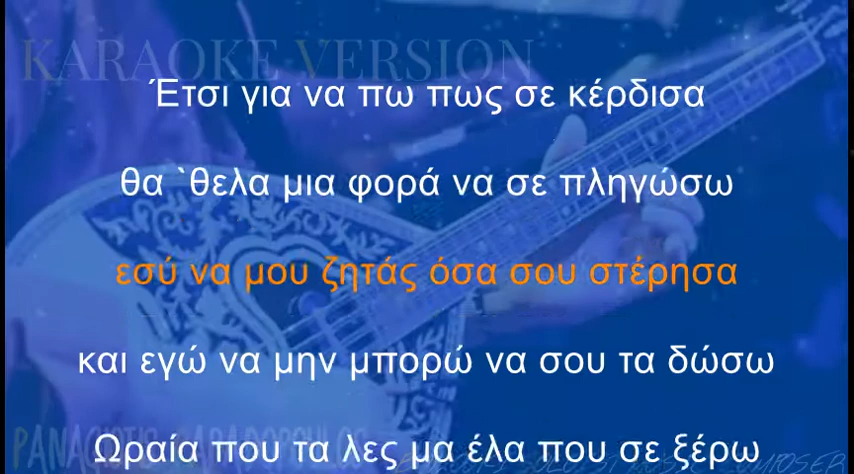 KARAOKE VERSION
Έτσι για να πω πως σε κέρδισα
θα `θελα μια φορά να σε πληγώσω
εσύ να μου ζητάς όσα σου στέρησα
και εγώ να μην μπορώ να σου τα δώσω
Ωραία που τα λες μα έλα που σε ξέρω
PANAGIOTIS PAPADOPOULOS